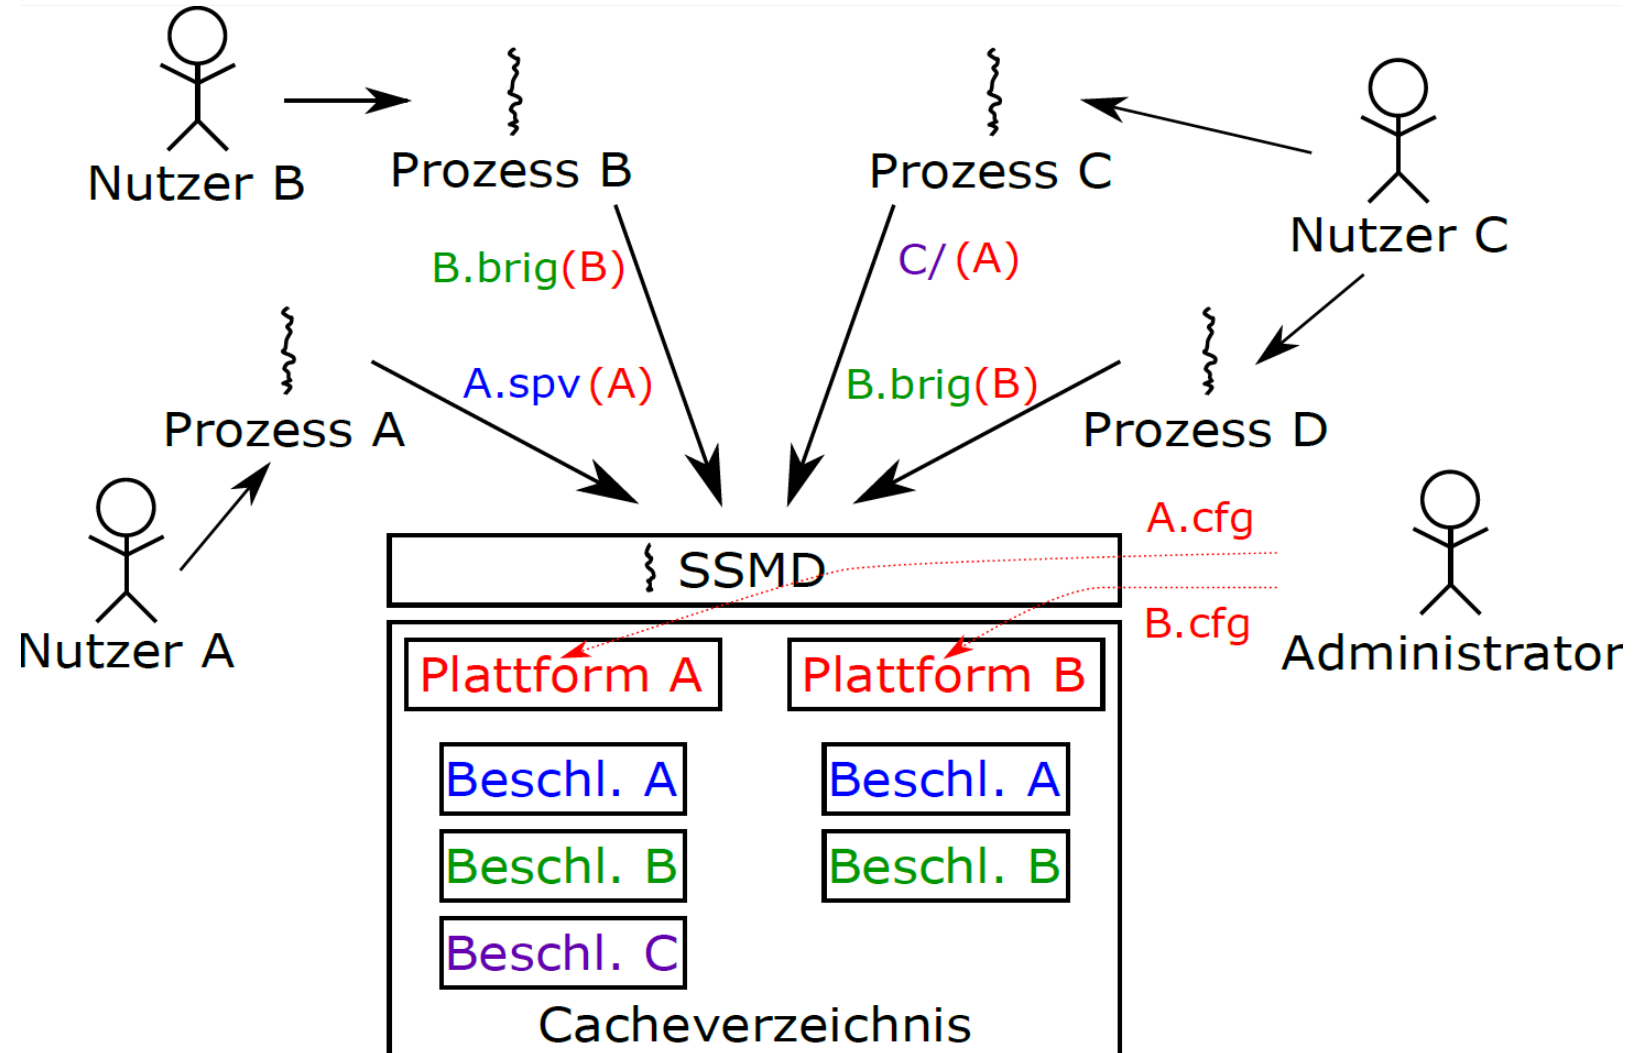 Nutzer B
Prozess B
Prozess C
Nutzer C
B.brig(B)
C/(A)
A.spv(A)
B.brig(B)
Prozess A
Prozess D
Nutzer A
A.cfg
SSMD
B.cfg
Administrator
Plattform A
Plattform B
Beschl. A
Beschl. A
Beschl. B
Beschl. B
Beschl. C
Cacheverzeichnis